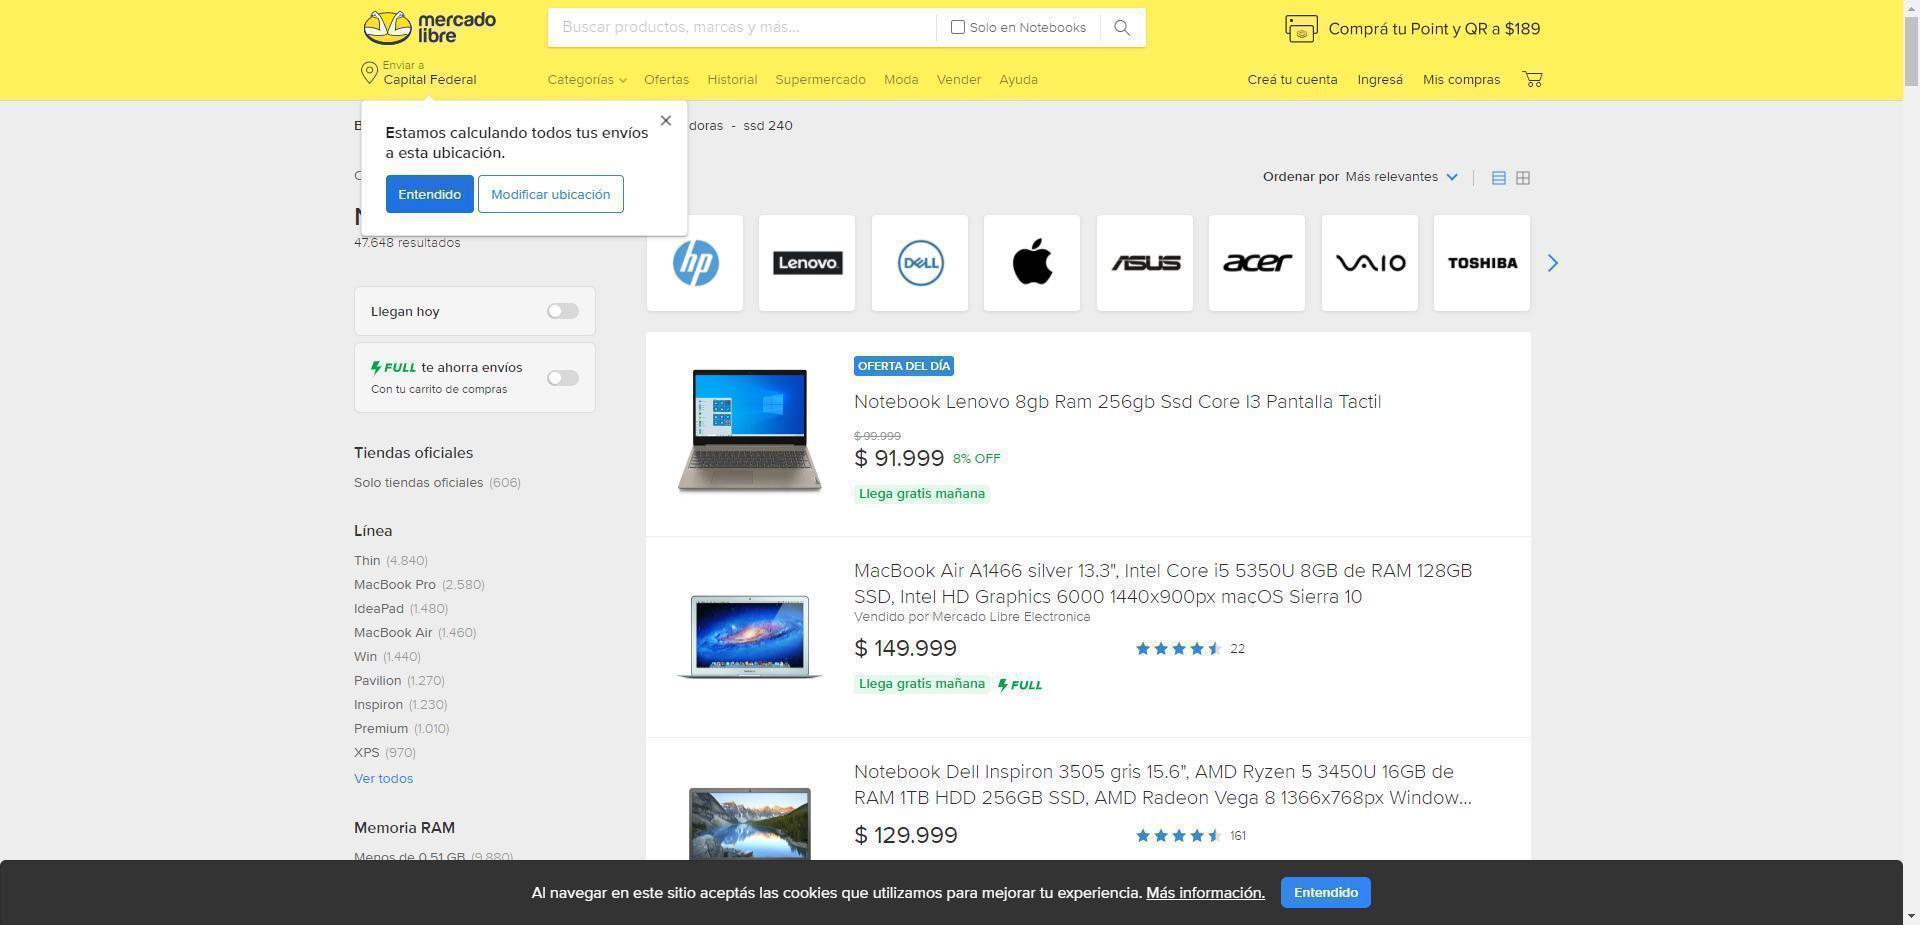 mercado
libre
Buscar productos, marcas y más...
Solo en Notebooks
Comprá tu Point y QR a $189
Enviar a
Capital Federal
Categorías
Ofertas
Historial
Supermercado
Moda
Vender
Ayuda
Creá tu cuenta
Ingresá
Mis compras
Estamos calculando todos tus envíos
a esta ubicación.
Entendido
Modificar ubicación
doras - ssd 240
47.648 resultados
Ordenar por Más relevantes
hp
Lenovo
DELL
ASUS
acer
VAIO
TOSHIBA
Llegan hoy
FULL te ahorra envíos
Con tu carrito de compras
Tiendas oficiales
Solo tiendas oficiales (606)
Línea
Thin (4.840)
MacBook Pro (2.580)
IdeaPad (1.480)
MacBook Air (1.460)
Win (1.440)
Pavilion (1.270)
Inspiron (1.230)
Premium (1.010)
XPS (970)
Ver todos
Memoria RAM
Menos de 0.51 GB (9.880)
OFERTA DEL DÍA
Notebook Lenovo 8gb Ram 256gb Ssd Core I3 Pantalla Tactil
$ 99.999
$ 91.999 8% OFF
Llega gratis mañana
MacBook Air A1466 silver 13.3", Intel Core i5 5350U 8GB de RAM 128GB
SSD, Intel HD Graphics 6000 1440x900px macOS Sierra 10
Vendido por Mercado Libre Electronica
$ 149.999
22
Llega gratis mañana FULL
Notebook Dell Inspiron 3505 gris 15.6", AMD Ryzen 5 3450U 16GB de
RAM 1TB HDD 256GB SSD, AMD Radeon Vega 8 1366x768px Window...
$ 129.999
161
Al navegar en este sitio aceptás las cookies que utilizamos para mejorar tu experiencia. Más información.
Entendido